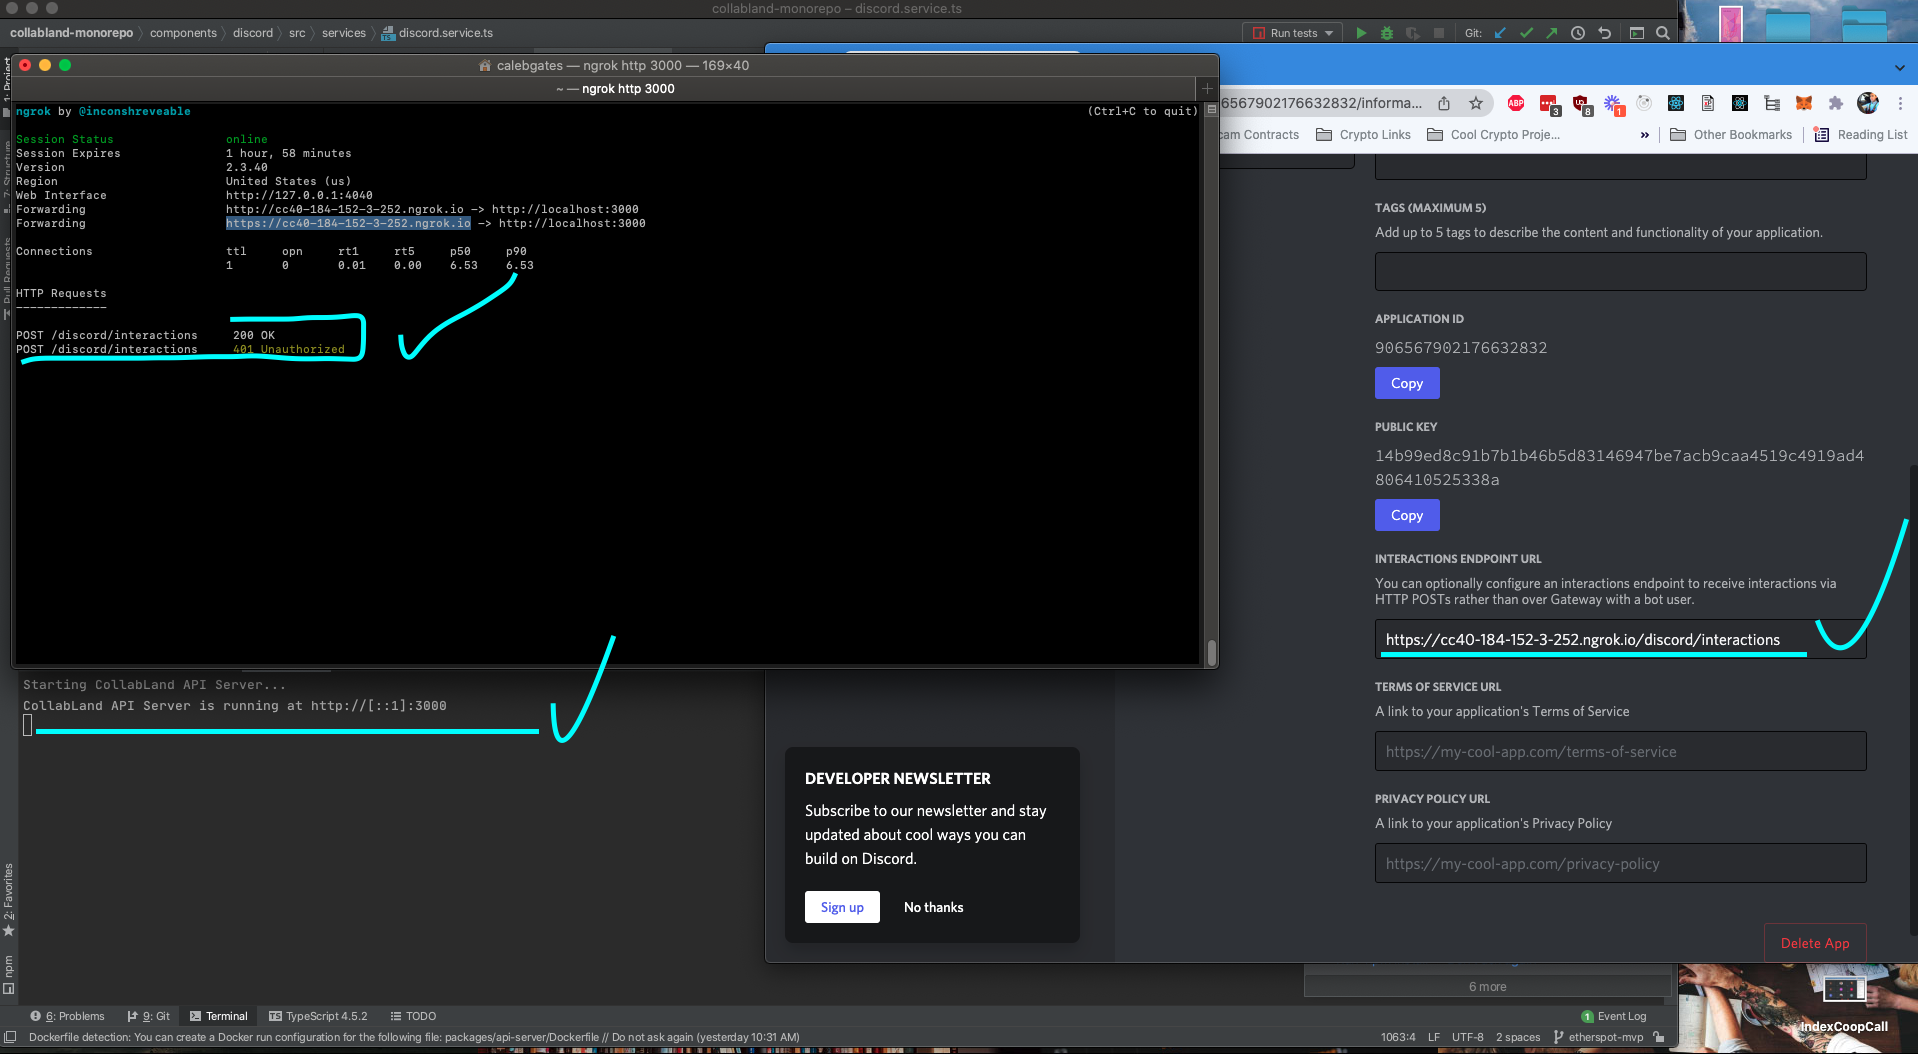 collabland-monorepo – discord.service.ts
collabland-monorepo
components
discord
src
services
discord.service.ts
Run tests
Git:
calebgates — ngrok http 3000 — 169×40
~ — ngrok http 3000
ngrok by @inconshreveable
(Ctrl+C to quit)
Session Status online
Session Expires 1 hour, 58 minutes
Version 2.3.40
Region United States (us)
Web Interface http://127.0.0.1:4040
Forwarding http://cc40-184-152-3-252.ngrok.io -> http://localhost:3000
Forwarding https://cc40-184-152-3-252.ngrok.io -> http://localhost:3000
Connections ttl opn rt1 rt5 p50 p90
1 0 0.01 0.00 6.53 6.53
HTTP Requests
-------------
POST /discord/interactions 200 OK
POST /discord/interactions 401 Unauthorized
Starting CollabLand API Server...
CollabLand API Server is running at http://[::1]:3000
6567902176632832/informa...
ABP
3
8
1
cam Contracts
Crypto Links
Cool Crypto Proje...
»
Other Bookmarks
Reading List
TAGS (MAXIMUM 5)
Add up to 5 tags to describe the content and functionality of your application.
APPLICATION ID
906567902176632832
Copy
PUBLIC KEY
14b99ed8c91b7b1b46b5d83146947be7acb9caa4519c4919ad4
806410525338a
Copy
INTERACTIONS ENDPOINT URL
You can optionally configure an interactions endpoint to receive interactions via
HTTP POSTs rather than over Gateway with a bot user.
https://cc40-184-152-3-252.ngrok.io/discord/interactions
TERMS OF SERVICE URL
A link to your application's Terms of Service
https://my-cool-app.com/terms-of-service
PRIVACY POLICY URL
A link to your application's Privacy Policy
https://my-cool-app.com/privacy-policy
Delete App
DEVELOPER NEWSLETTER
Subscribe to our newsletter and stay
updated about cool ways you can
build on Discord.
Sign up
No thanks
6 more
IndexCoopCall
2: Favorites
npm
6: Problems
9: Git
Terminal
TypeScript 4.5.2
TODO
1 Event Log
Dockerfile detection: You can create a Docker run configuration for the following file: packages/api-server/Dockerfile // Do not ask again (yesterday 10:31 AM)
1063:4
LF
UTF-8
2 spaces
etherspot-mvp